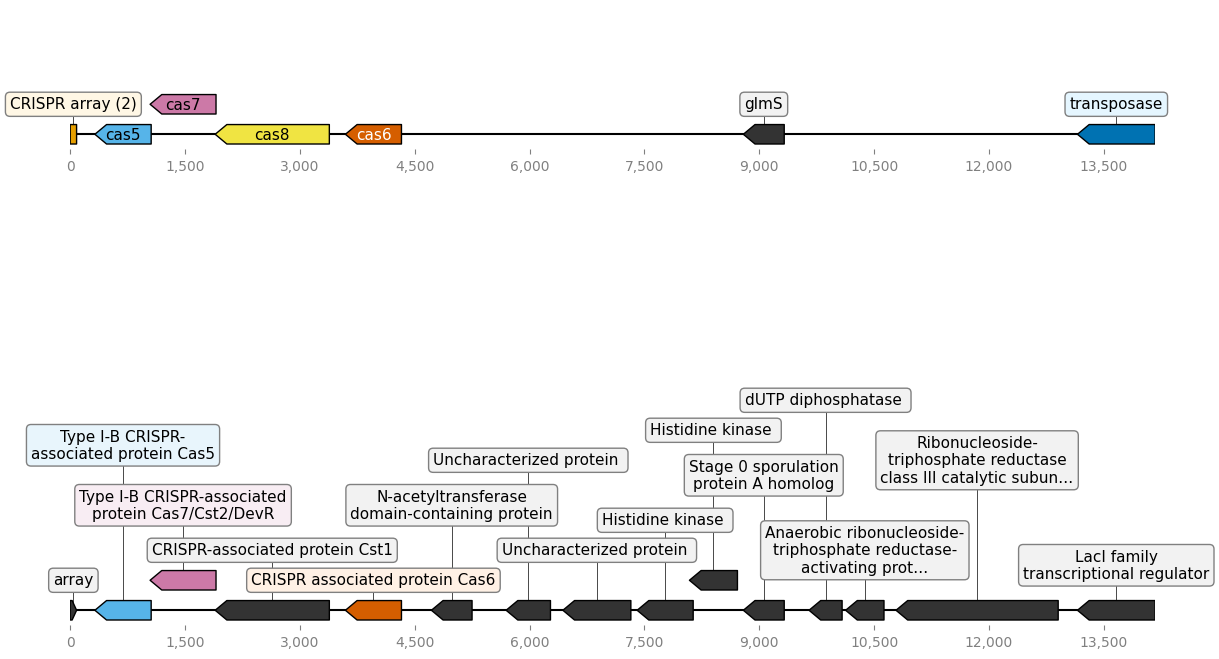 CRISPR array (2)
cas7
glmS
transposase
cas5
cas8
cas6
0
1,500
3,000
4,500
6,000
7,500
9,000
10,500
12,000
13,500
dUTP diphosphatase
Histidine kinase
Type I-B CRISPR-
associated protein Cas5
Uncharacterized protein
Ribonucleoside-
triphosphate reductase
class III catalytic subun...
Stage 0 sporulation
protein A homolog
Type I-B CRISPR-associated
protein Cas7/Cst2/DevR
N-acetyltransferase
domain-containing protein
Histidine kinase
Anaerobic ribonucleoside-
triphosphate reductase-
activating prot...
CRISPR-associated protein Cst1
Uncharacterized protein
LacI family
transcriptional regulator
array
CRISPR associated protein Cas6
0
1,500
3,000
4,500
6,000
7,500
9,000
10,500
12,000
13,500